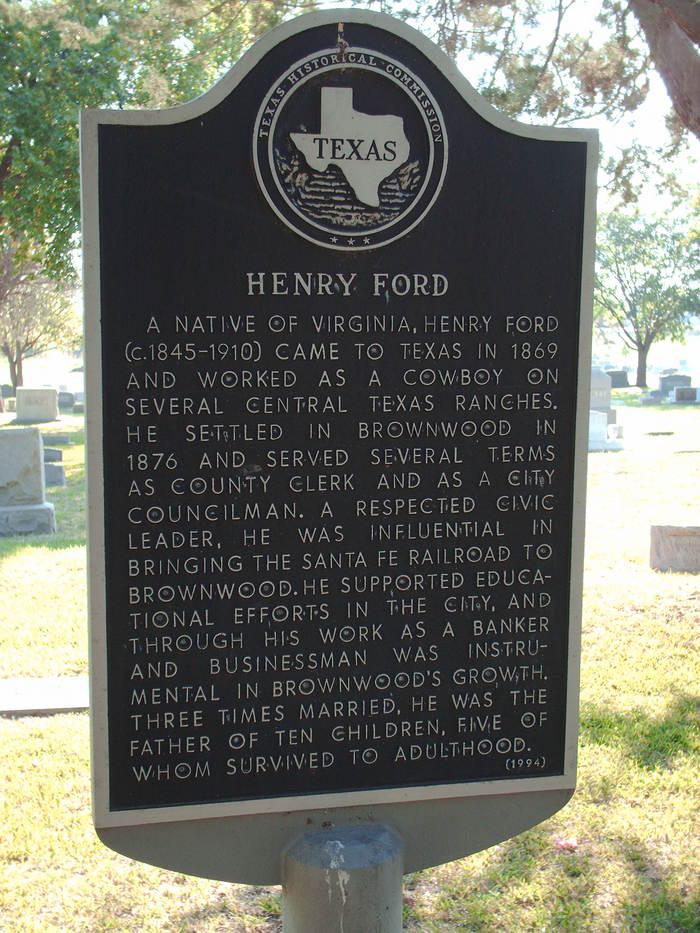 TEXAS HISTORICAL COMMISSION
TEXAS
HENRY FORD
A NATIVE OF VIRGINIA, HENRY FORD
(C.1845-1910) CAME TO TEXAS IN 1869
AND WORKED AS A COWBOY ON
SEVERAL CENTRAL TEXAS RANCHES.
HE SETTLED IN BROWNWOOD IN
1876 AND SERVED SEVERAL TERMS
AS COUNTY CLERK AND AS A CITY
COUNCILMAN. A RESPECTED CIVIC
LEADER, HE WAS INFLUENTIAL IN
BRINGING THE SANTA FE RAILROAD TO
BROWNWOOD. HE SUPPORTED EDUCA-
TIONAL EFFORTS IN THE CITY, AND
THROUGH HIS WORK AS A BANKER
AND BUSINESSMAN WAS INSTRU-
MENTAL IN BROWNWOOD'S GROWTH.
THREE TIMES MARRIED, HE WAS THE
FATHER OF TEN CHILDREN, FIVE OF
WHOM SURVIVED TO ADULTHOOD.
(1994)